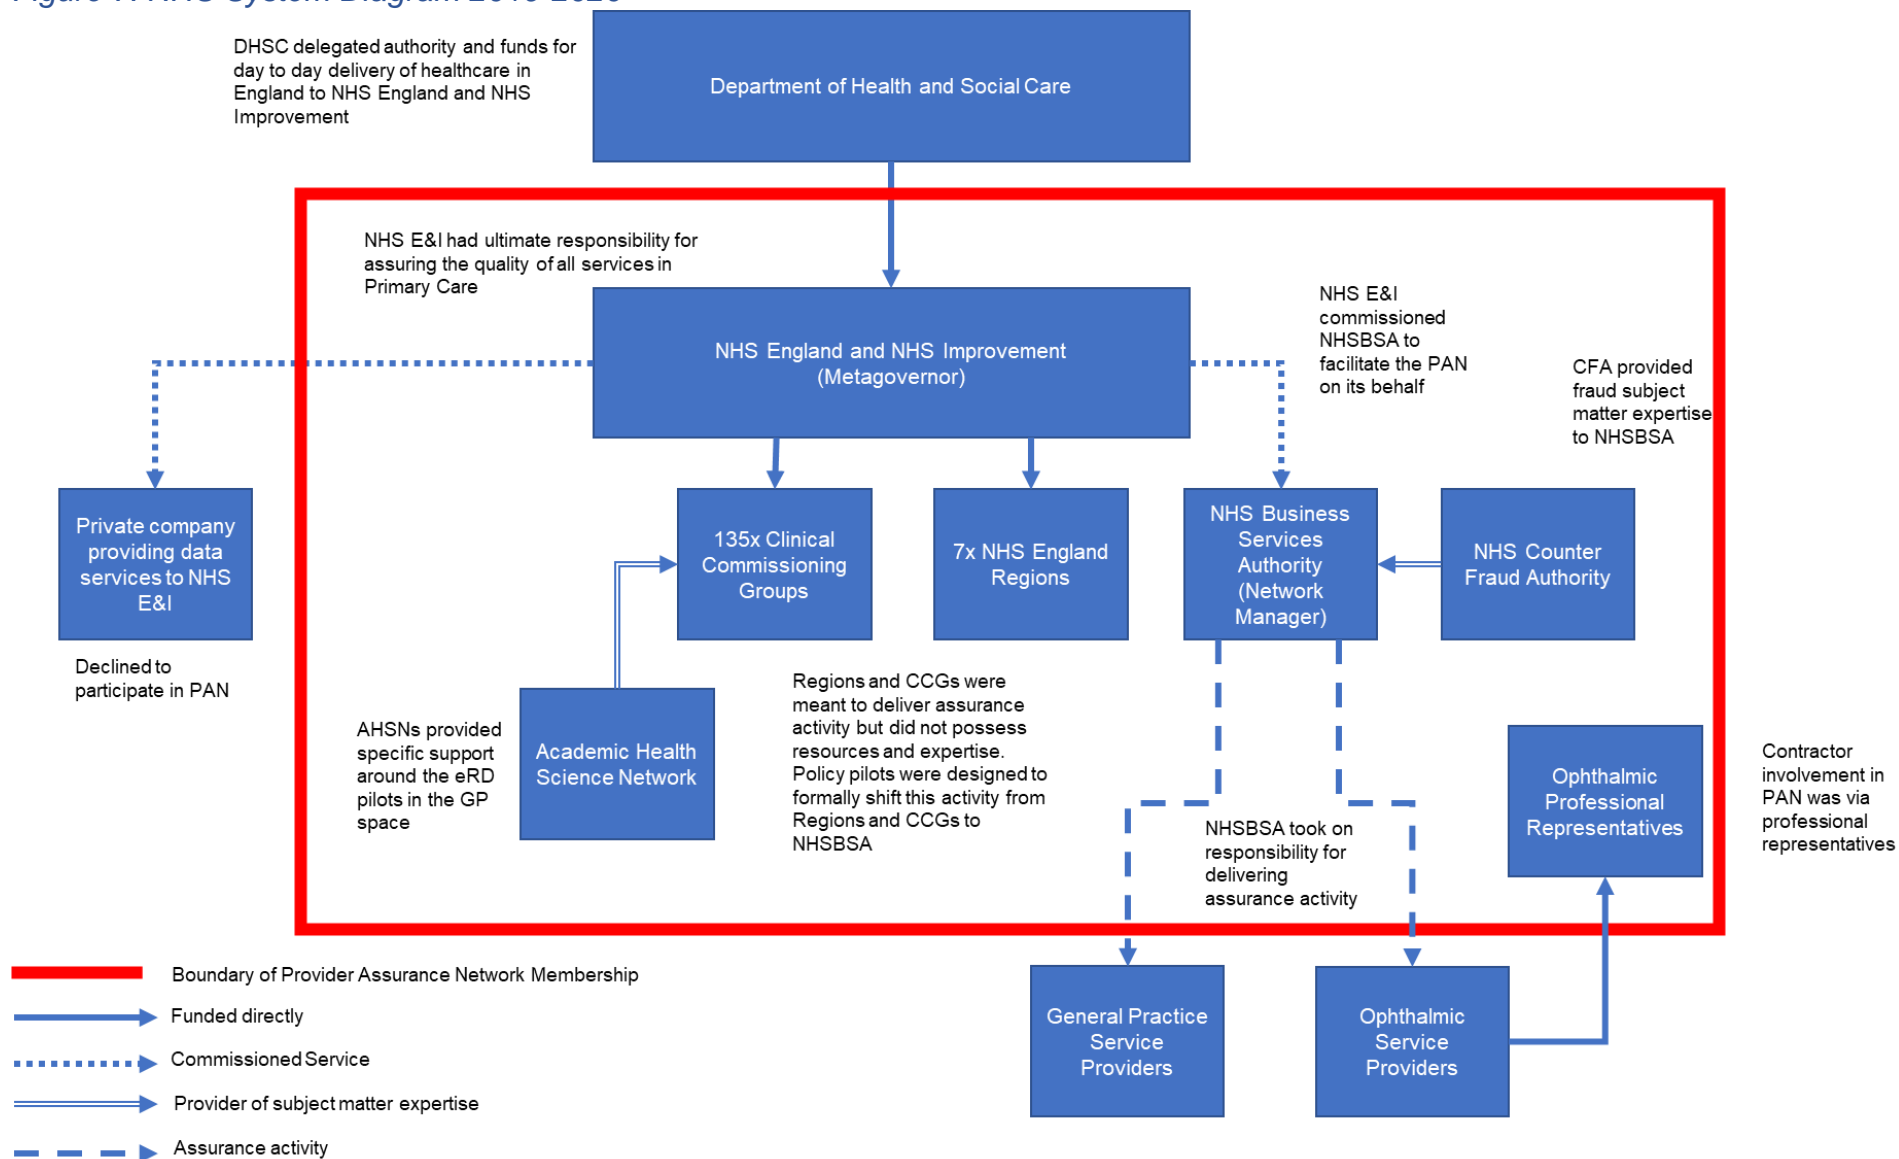 DHSC delegated authority and funds for
day to day delivery of healthcare in
England to NHS England and NHS
Improvement
Department of Health and Social Care
NHS E&I had ultimate responsibility for
assuring the quality of all services in
Primary Care
NHS England and NHS Improvement
(Metagovernor)
NHS E&I
commissioned
NHSBSA to
facilitate the PAN
on its behalf
CFA provided
fraud subject
matter expertise
to NHSBSA
Private company
providing data
services to NHS
E&I
135x Clinical
Commissioning
Groups
7x NHS England
Regions
NHS Business
Services
Authority
(Network
Manager)
NHS Counter
Fraud Authority
Declined to
participate in PAN
AHSNs provided
specific support
around the eRD
pilots in the GP
space
Academic Health
Science Network
Regions and CCGs were
meant to deliver assurance
activity but did not possess
resources and expertise.
Policy pilots were designed to
formally shift this activity from
Regions and CCGs to
NHSBSA
NHSBSA took on
responsibility for
delivering
assurance activity
Ophthalmic
Professional
Representatives
Contractor
involvement in
PAN was via
professional
representatives
General Practice
Service
Providers
Ophthalmic
Service
Providers
Boundary of Provider Assurance Network Membership
Funded directly
Commissioned Service
Provider of subject matter expertise
Assurance activity